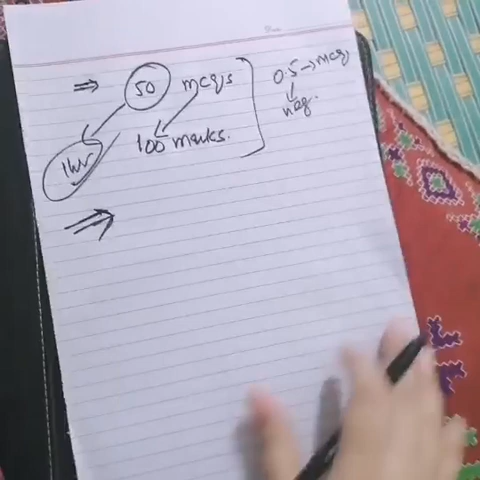 ⇒ 50 mcqs
1hr 100 marks.
0.5 → mcq
neg.
⇒